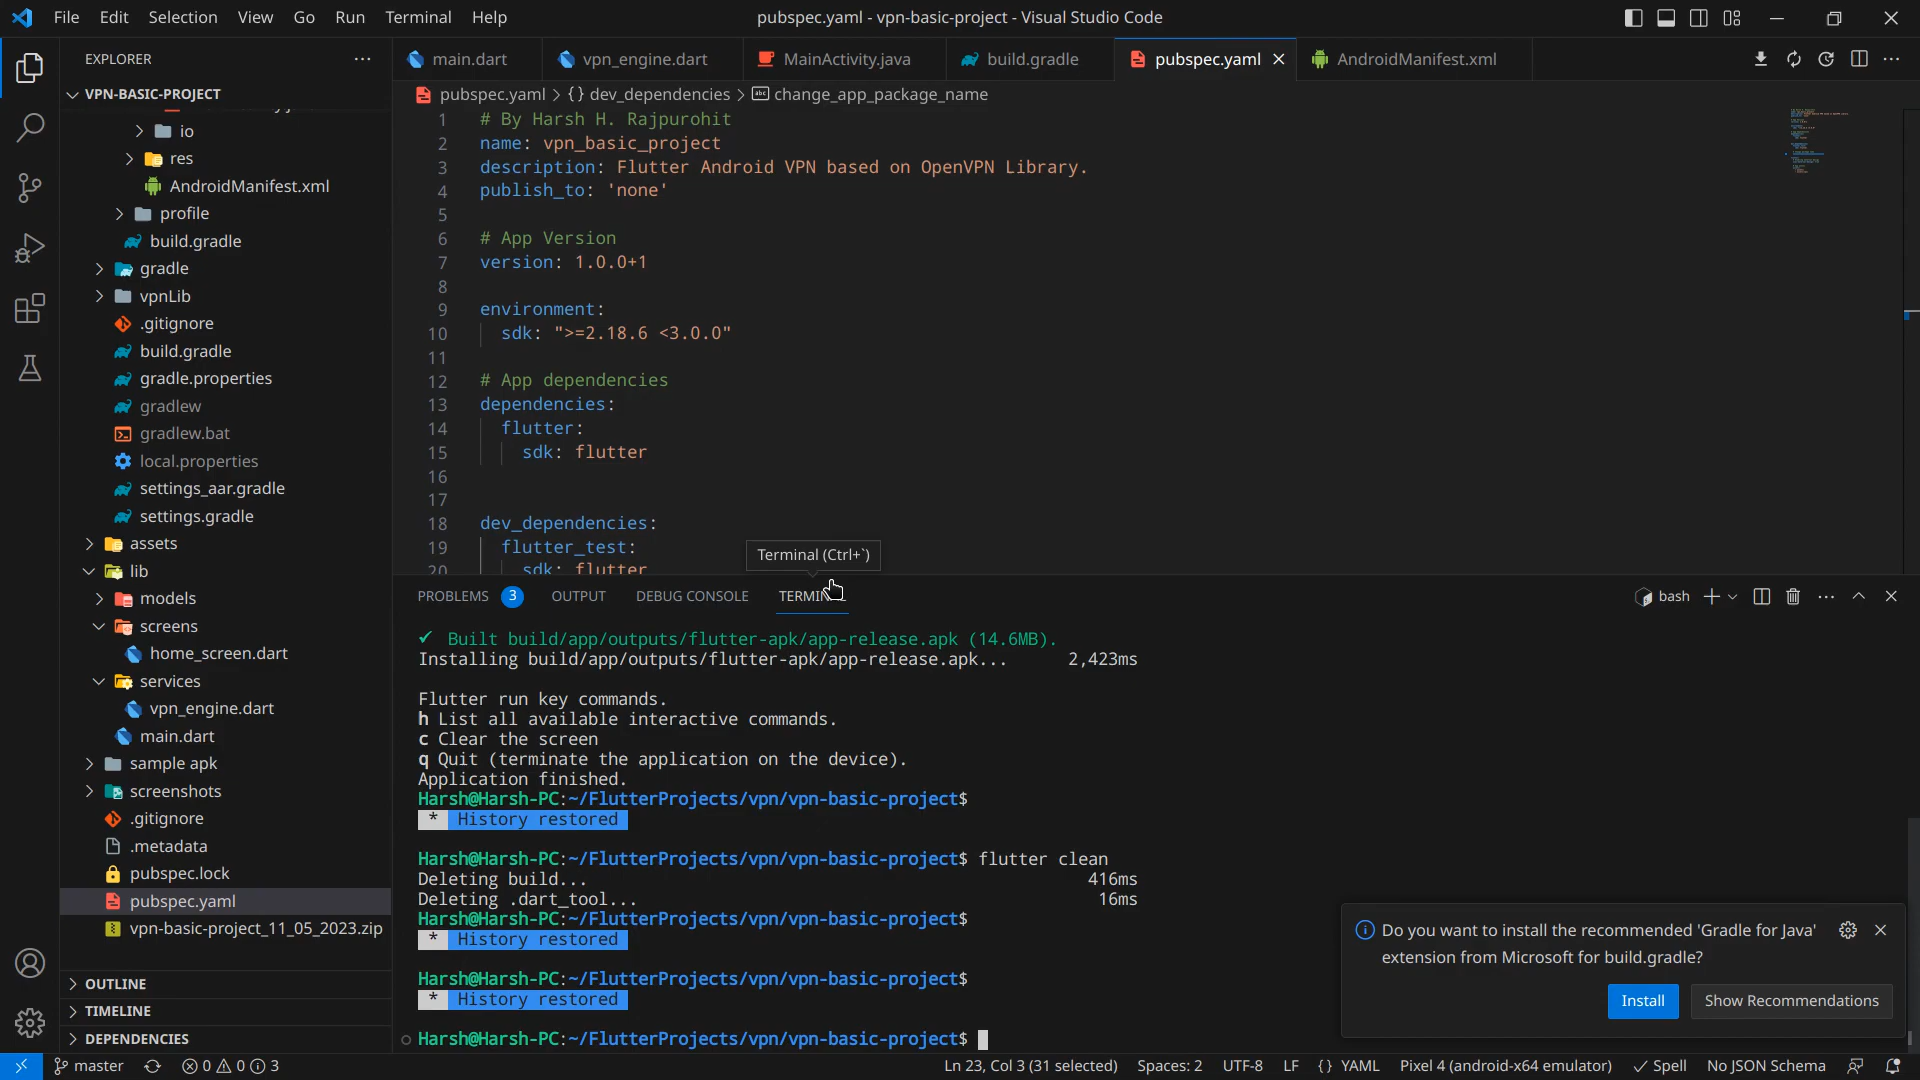 File Edit Selection View Go Run Terminal Help
pubspec.yaml - vpn-basic-project - Visual Studio Code
EXPLORER
VPN-BASIC-PROJECT
io
res
AndroidManifest.xml
profile
build.gradle
gradle
vpnLib
.gitignore
build.gradle
gradle.properties
gradlew
gradlew.bat
local.properties
settings_aar.gradle
settings.gradle
assets
lib
models
screens
home_screen.dart
services
vpn_engine.dart
main.dart
sample apk
screenshots
.gitignore
.metadata
pubspec.lock
pubspec.yaml
vpn-basic-project_11_05_2023.zip
OUTLINE
TIMELINE
DEPENDENCIES
main.dart vpn_engine.dart MainActivity.java build.gradle pubspec.yaml AndroidManifest.xml
pubspec.yaml > {} dev_dependencies > abc change_app_package_name
1 # By Harsh H. Rajpurohit
2 name: vpn_basic_project
3 description: Flutter Android VPN based on OpenVPN Library.
4 publish_to: 'none'
5
6 # App Version
7 version: 1.0.0+1
8
9 environment:
10 sdk: ">=2.18.6 <3.0.0"
11
12 # App dependencies
13 dependencies:
14 flutter:
15 sdk: flutter
16
17
18 dev_dependencies:
19 flutter_test:
20 sdk: flutter
Terminal (Ctrl+`)
PROBLEMS 3 OUTPUT DEBUG CONSOLE
bash
✓ Built build/app/outputs/flutter-apk/app-release.apk (14.6MB).
Installing build/app/outputs/flutter-apk/app-release.apk... 2,423ms
Flutter run key commands.
h List all available interactive commands.
c Clear the screen
q Quit (terminate the application on the device).
Application finished.
Harsh@Harsh-PC:~/FlutterProjects/vpn/vpn-basic-project$
* History restored
Harsh@Harsh-PC:~/FlutterProjects/vpn/vpn-basic-project$ flutter clean
Deleting build... 416ms
Deleting .dart_tool... 16ms
Harsh@Harsh-PC:~/FlutterProjects/vpn/vpn-basic-project$
* History restored
Harsh@Harsh-PC:~/FlutterProjects/vpn/vpn-basic-project$
* History restored
Harsh@Harsh-PC:~/FlutterProjects/vpn/vpn-basic-project$
Do you want to install the recommended 'Gradle for Java'
extension from Microsoft for build.gradle?
Install Show Recommendations
master 0 0 3 Ln 23, Col 3 (31 selected) Spaces: 2 UTF-8 LF {} YAML Pixel 4 (android-x64 emulator) ✓ Spell No JSON Schema